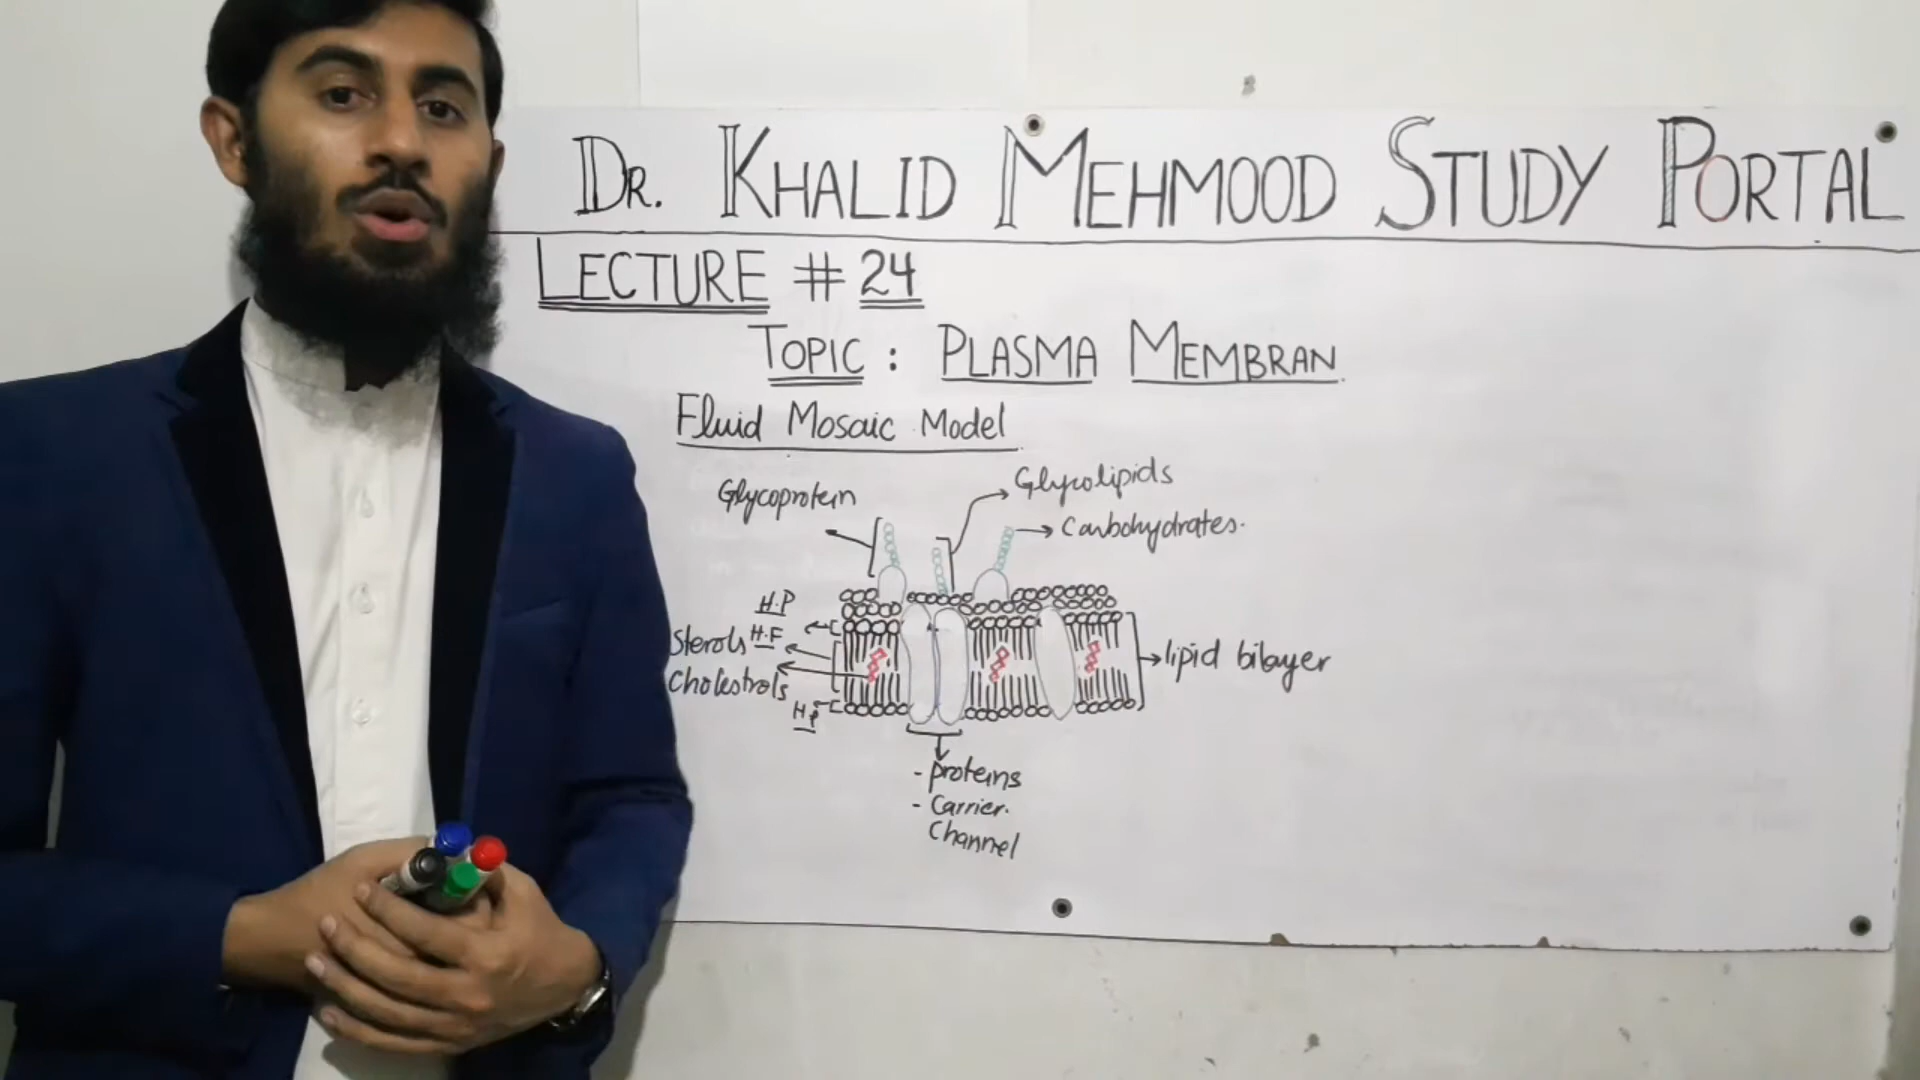 DR. KHALID MEHMOOD STUDY PORTAL
LECTURE # 24
TOPIC : PLASMA MEMBRAN
Fluid Mosaic Model
Glycoprotein
Glycolipids
Carbohydrates.
H.P
Sterols H.F
Cholestrols
H.P
lipid bilayer
- proteins
- Carrier.
Channel